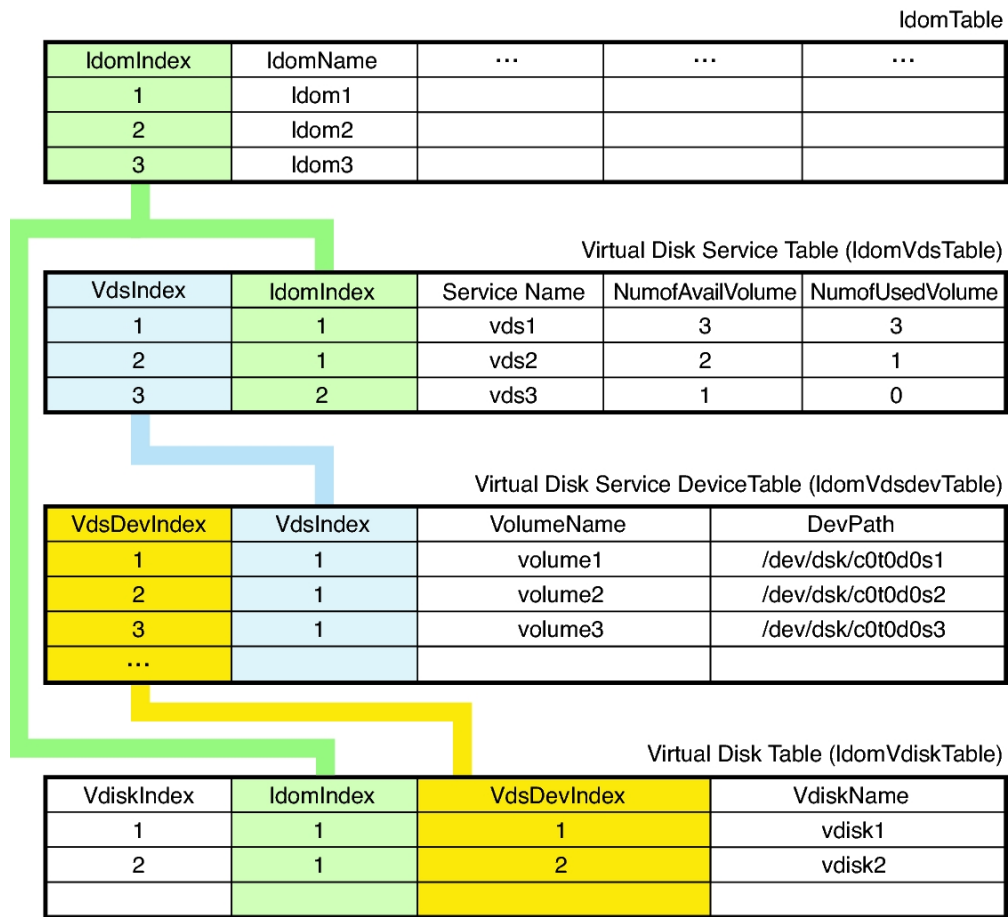 ldomTable
ldomIndex ldomName ... ... ...
1 ldom1
2 ldom2
3 ldom3
Virtual Disk Service Table (ldomVdsTable)
VdsIndex ldomIndex Service Name NumofAvailVolume NumofUsedVolume
1 1 vds1 3 3
2 1 vds2 2 1
3 2 vds3 1 0
Virtual Disk Service DeviceTable (ldomVdsdevTable)
VdsDevIndex VdsIndex VolumeName DevPath
1 1 volume1 /dev/dsk/c0t0d0s1
2 1 volume2 /dev/dsk/c0t0d0s2
3 1 volume3 /dev/dsk/c0t0d0s3
...
Virtual Disk Table (ldomVdiskTable)
VdiskIndex ldomIndex VdsDevIndex VdiskName
1 1 1 vdisk1
2 1 2 vdisk2